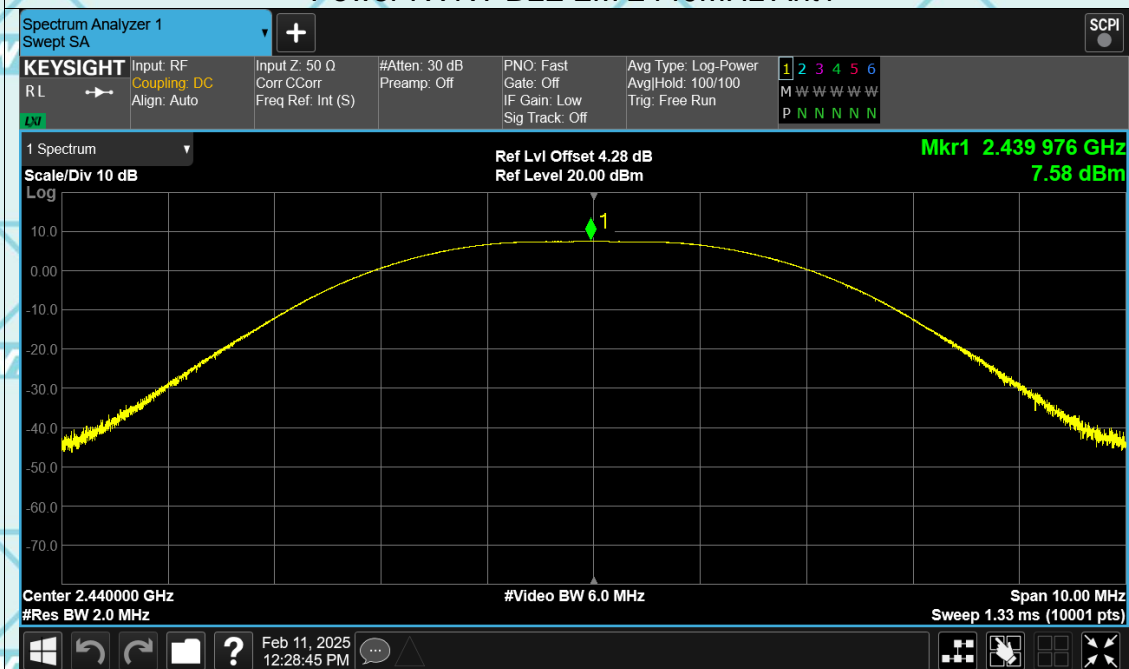 Spectrum Analyzer 1
Swept SA
+
SCPI
KEYSIGHT
RL
LXI
Input: RF
Coupling: DC
Align: Auto
Input Z: 50 Ω
Corr CCorr
Freq Ref: Int (S)
#Atten: 30 dB
Preamp: Off
PNO: Fast
Gate: Off
IF Gain: Low
Sig Track: Off
Avg Type: Log-Power
Avg|Hold: 100/100
Trig: Free Run
1 2 3 4 5 6
M W W W W W
P N N N N N
1 Spectrum
Scale/Div 10 dB
Log
Ref Lvl Offset 4.28 dB
Ref Level 20.00 dBm
Mkr1 2.439 976 GHz
7.58 dBm
1
10.0
0.00
-10.0
-20.0
-30.0
-40.0
-50.0
-60.0
-70.0
Center 2.440000 GHz
#Res BW 2.0 MHz
#Video BW 6.0 MHz
Span 10.00 MHz
Sweep 1.33 ms (10001 pts)
?
Feb 11, 2025
12:28:45 PM